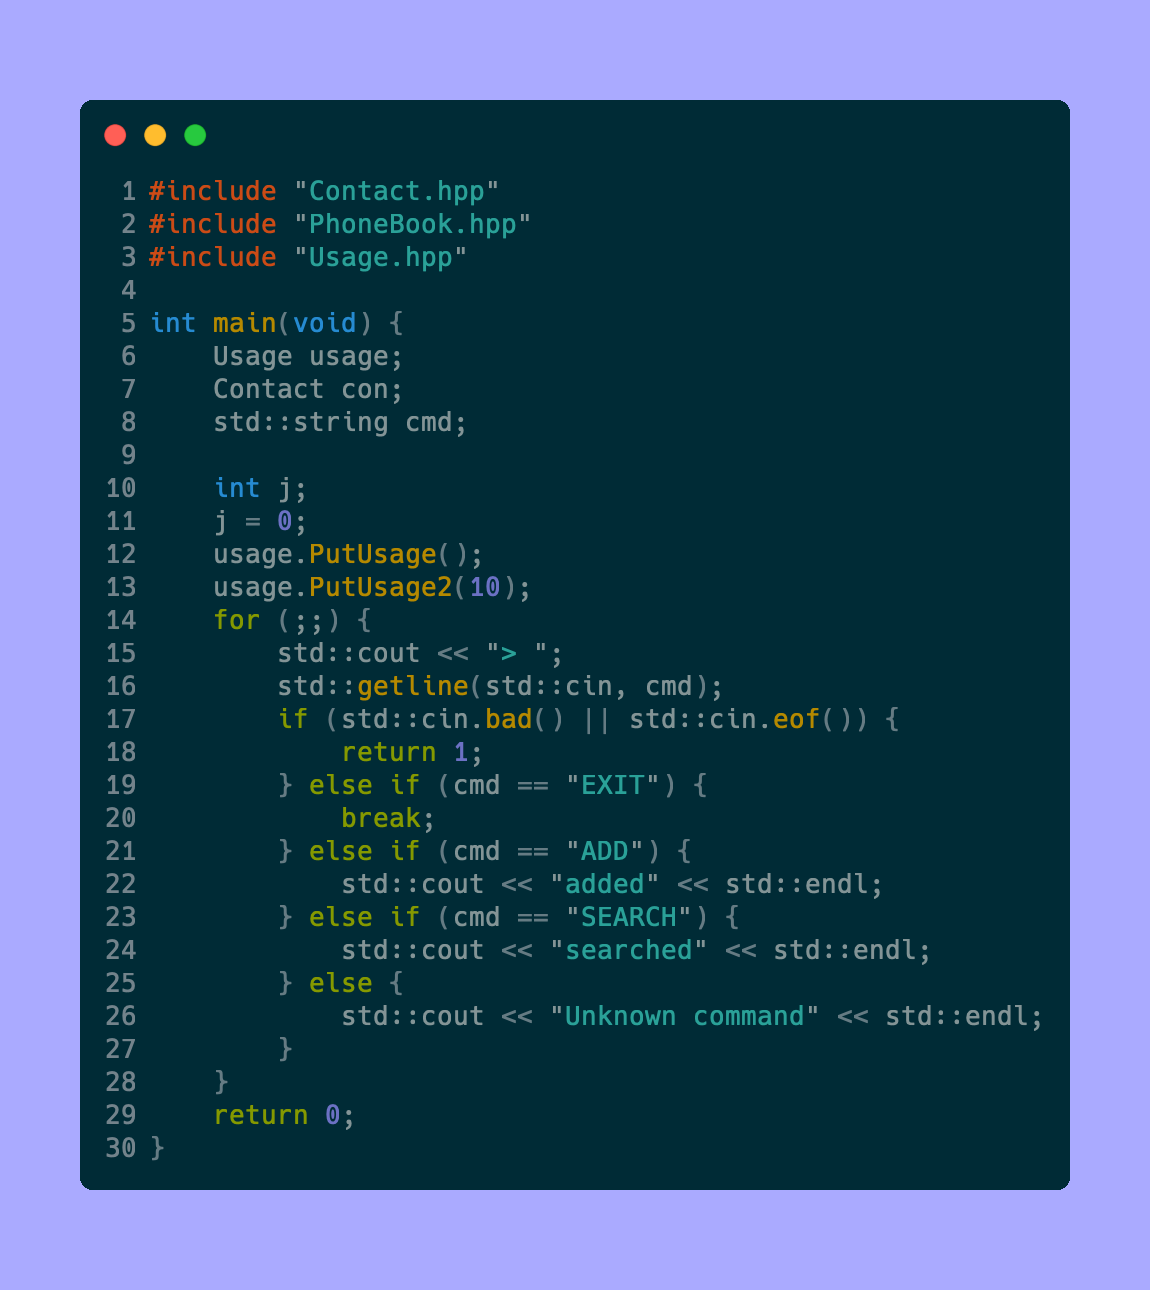 1 #include "Contact.hpp"
2 #include "PhoneBook.hpp"
3 #include "Usage.hpp"
4
5 int main(void) {
6     Usage usage;
7     Contact con;
8     std::string cmd;
9
10     int j;
11     j = 0;
12     usage.PutUsage();
13     usage.PutUsage2(10);
14     for (;;) {
15         std::cout << "> ";
16         std::getline(std::cin, cmd);
17         if (std::cin.bad() || std::cin.eof()) {
18             return 1;
19         } else if (cmd == "EXIT") {
20             break;
21         } else if (cmd == "ADD") {
22             std::cout << "added" << std::endl;
23         } else if (cmd == "SEARCH") {
24             std::cout << "searched" << std::endl;
25         } else {
26             std::cout << "Unknown command" << std::endl;
27         }
28     }
29     return 0;
30 }